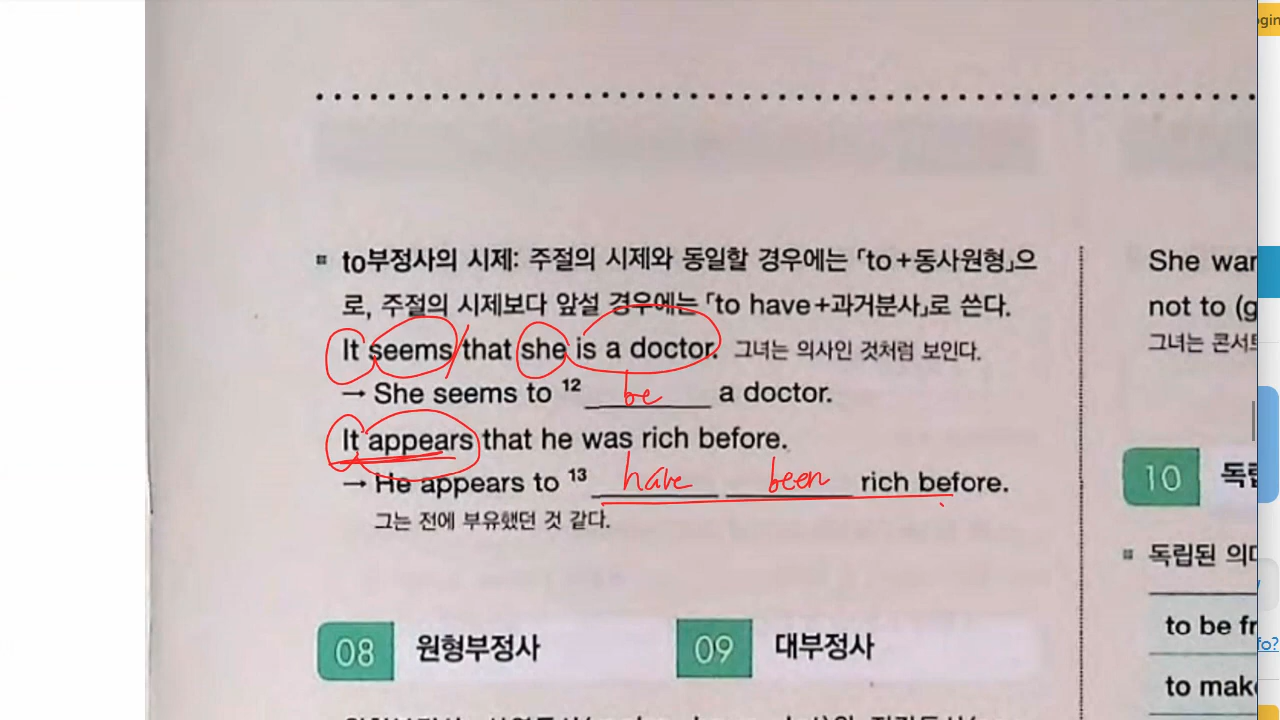 to부정사의 시제: 주절의 시제와 동일할 경우에는 「to+동사원형」으
로, 주절의 시제보다 앞설 경우에는 「to have+과거분사」로 쓴다.
It seems that she is a doctor. 그녀는 의사인 것처럼 보인다.
→ She seems to 12 be a doctor.
It appears that he was rich before.
→ He appears to 13 have been rich before.
그는 전에 부유했던 것 같다.
08 원형부정사
09 대부정사
She war
not to (g
그녀는 콘서트
10 독립
독립된 의미
to be fr
to make
ogin
fo?